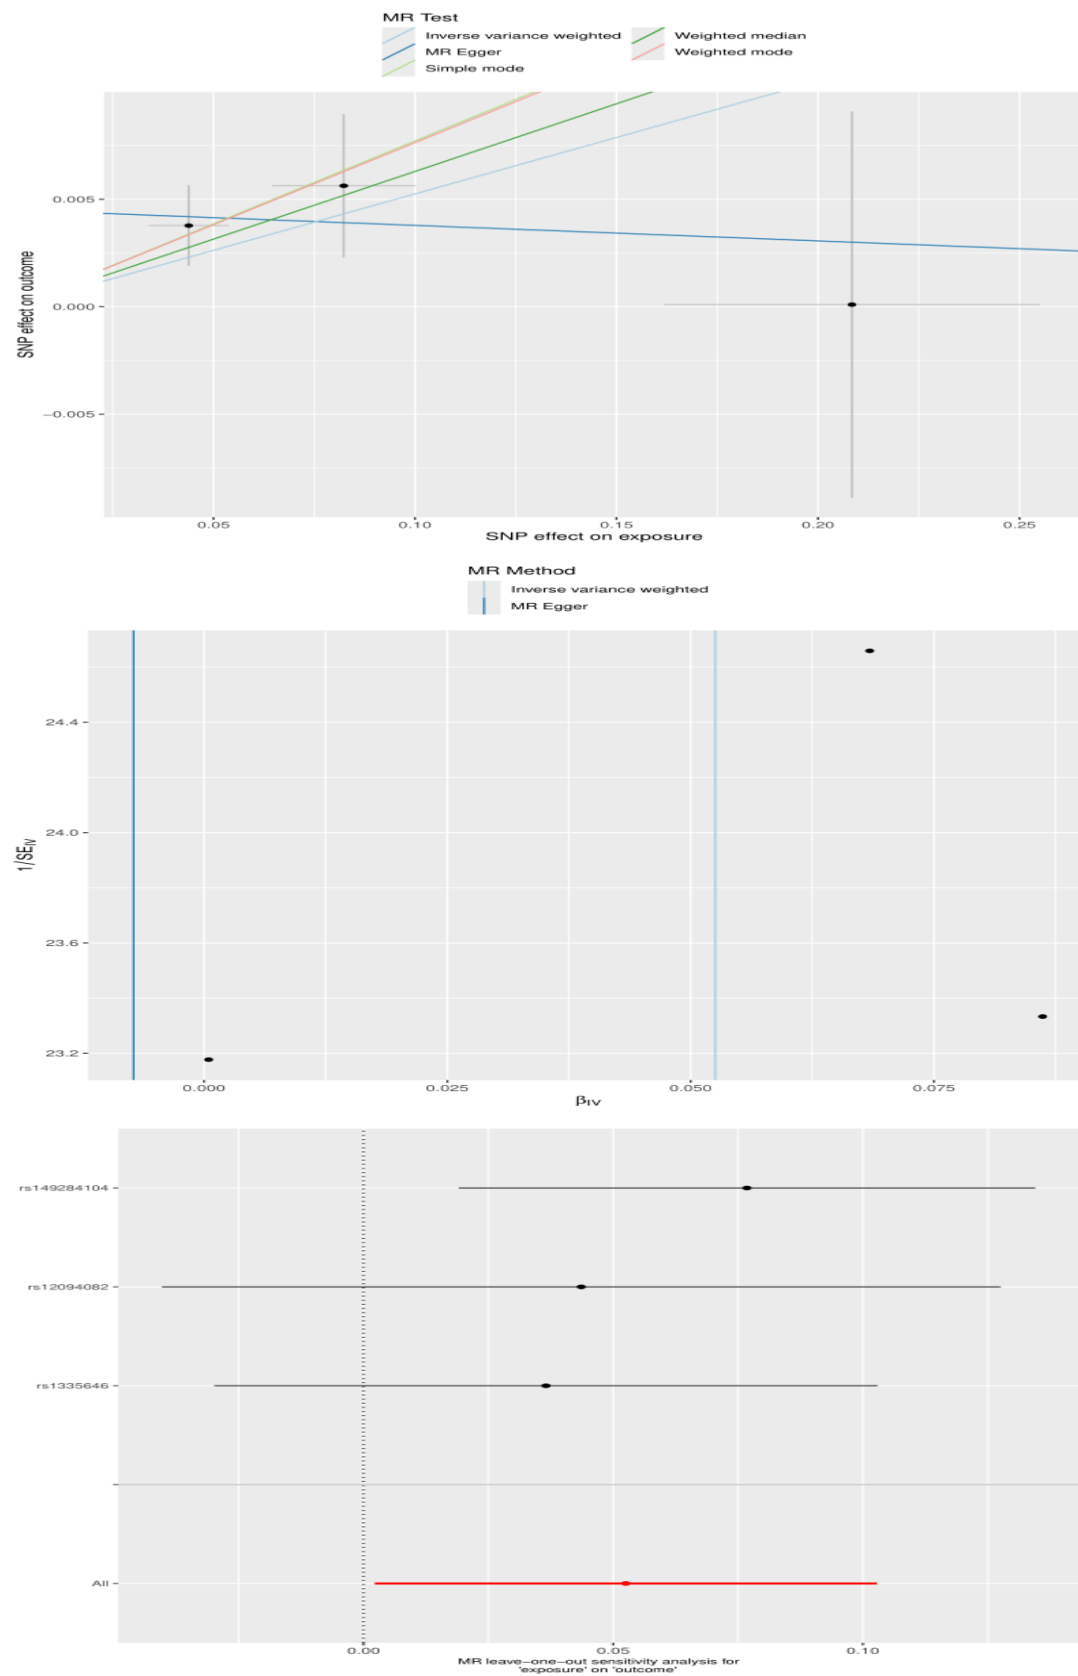 MR Test
Inverse variance weighted
MR Egger
Simple mode
Weighted median
Weighted mode
SNP effect on outcome
0.005
0.000
−0.005
0.05 0.10 0.15 0.20 0.25
SNP effect on exposure
MR Method
Inverse variance weighted
MR Egger
1/SEIV
24.4
24.0
23.6
23.2
0.000 0.025 0.050 0.075
βIV
rs149284104
rs12094082
rs1335646
All
0.00 0.05 0.10
MR leave−one−out sensitivity analysis for
'exposure' on 'outcome'